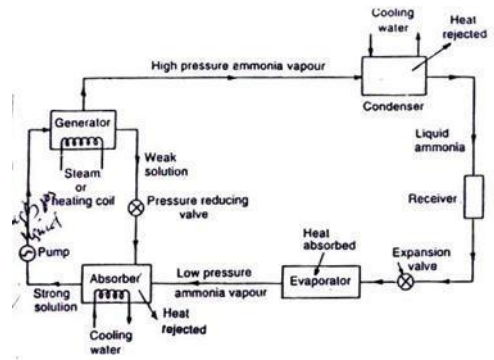 Cooling
water
Heat
rejected
High pressure ammonia vapour
Condenser
Generator
Liquid
ammonia
Steam
or
heating coil
Weak
solution
Pressure reducing
valve
Receiver
Pump
Heat
absorbed
Expansion
valve
Absorber
Low pressure
ammonia vapour
Evaporator
Strong
solution
Heat
rejected
Cooling
water